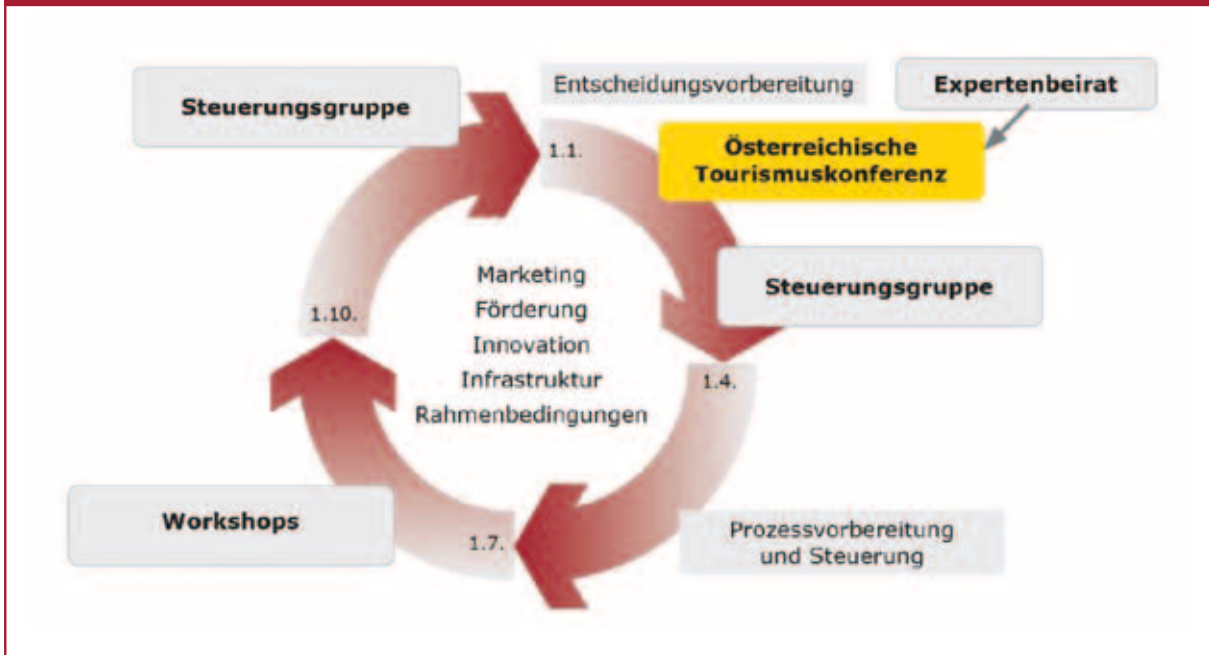 Steuerungsgruppe
Entscheidungsvorbereitung
Expertenbeirat
Österreichische
Tourismuskonferenz
1.1.
Steuerungsgruppe
Marketing
Förderung
Innovation
Infrastruktur
Rahmenbedingungen
1.10.
1.4.
Workshops
1.7.
Prozessvorbereitung
und Steuerung